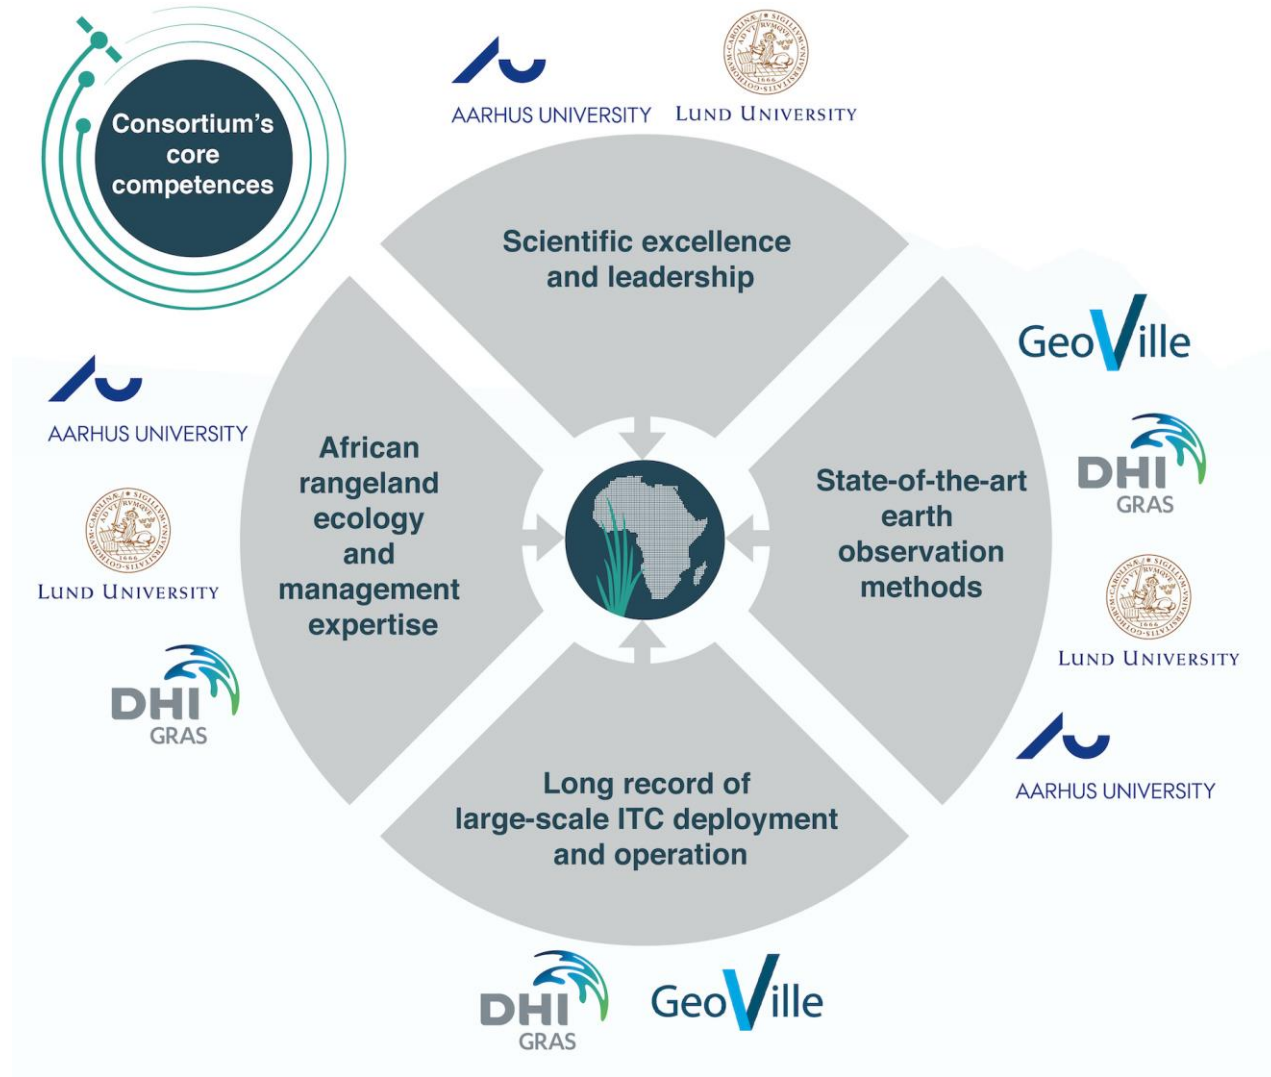 Consortium's
core
competences
AARHUS UNIVERSITY
LUND UNIVERSITY
Scientific excellence
and leadership
GeoVille
DHI
GRAS
LUND UNIVERSITY
AARHUS UNIVERSITY
State-of-the-art
earth
observation
methods
AARHUS UNIVERSITY
LUND UNIVERSITY
DHI
GRAS
African
rangeland
ecology
and
management
expertise
Long record of
large-scale ITC deployment
and operation
DHI
GRAS
GeoVille